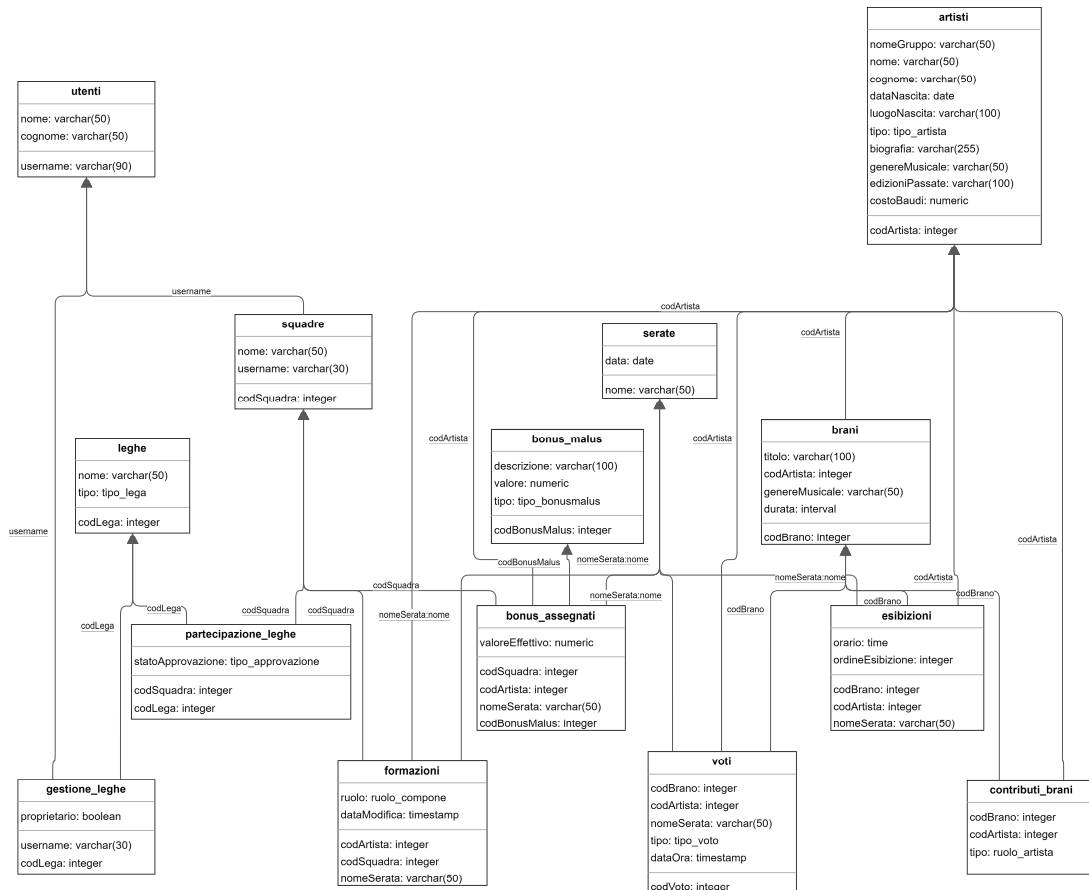 artisti
nomeGruppo: varchar(50)
nome: varchar(50)
cognome: varchar(50)
dataNascita: date
luogoNascita: varchar(100)
tipo: tipo_artista
biografia: varchar(255)
genereMusicale: varchar(50)
edizioniPassate: varchar(100)
costoBaudi: numeric
codArtista: integer
utenti
nome: varchar(50)
cognome: varchar(50)
username: varchar(90)
username
codArtista
squadre
nome: varchar(50)
username: varchar(30)
codSquadra: integer
serate
data: date
nome: varchar(50)
codArtista
leghe
nome: varchar(50)
tipo: tipo_lega
codLega: integer
codArtista
bonus_malus
descrizione: varchar(100)
valore: numeric
tipo: tipo_bonusmalus
codBonusMalus: integer
codArtista
brani
titolo: varchar(100)
codArtista: integer
genereMusicale: varchar(50)
durata: interval
codBrano: integer
username
codArtista
codBonusMalus
nomeSerata:nome
codSquadra
nomeSerata:nome
codArtista
codLega
codSquadra
codSquadra
nomeSerata:nome
nomeSerata:nome
codBrano
codBrano
codBrano
codLega
partecipazione_leghe
statoApprovazione: tipo_approvazione
codSquadra: integer
codLega: integer
bonus_assegnati
valoreEffettivo: numeric
codSquadra: integer
codArtista: integer
nomeSerata: varchar(50)
codBonusMalus: integer
esibizioni
orario: time
ordineEsibizione: integer
codBrano: integer
codArtista: integer
nomeSerata: varchar(50)
gestione_leghe
proprietario: boolean
username: varchar(30)
codLega: integer
formazioni
ruolo: ruolo_compone
dataModifica: timestamp
codArtista: integer
codSquadra: integer
nomeSerata: varchar(50)
voti
codBrano: integer
codArtista: integer
nomeSerata: varchar(50)
tipo: tipo_voto
dataOra: timestamp
codVoto: integer
contributi_brani
codBrano: integer
codArtista: integer
tipo: ruolo_artista